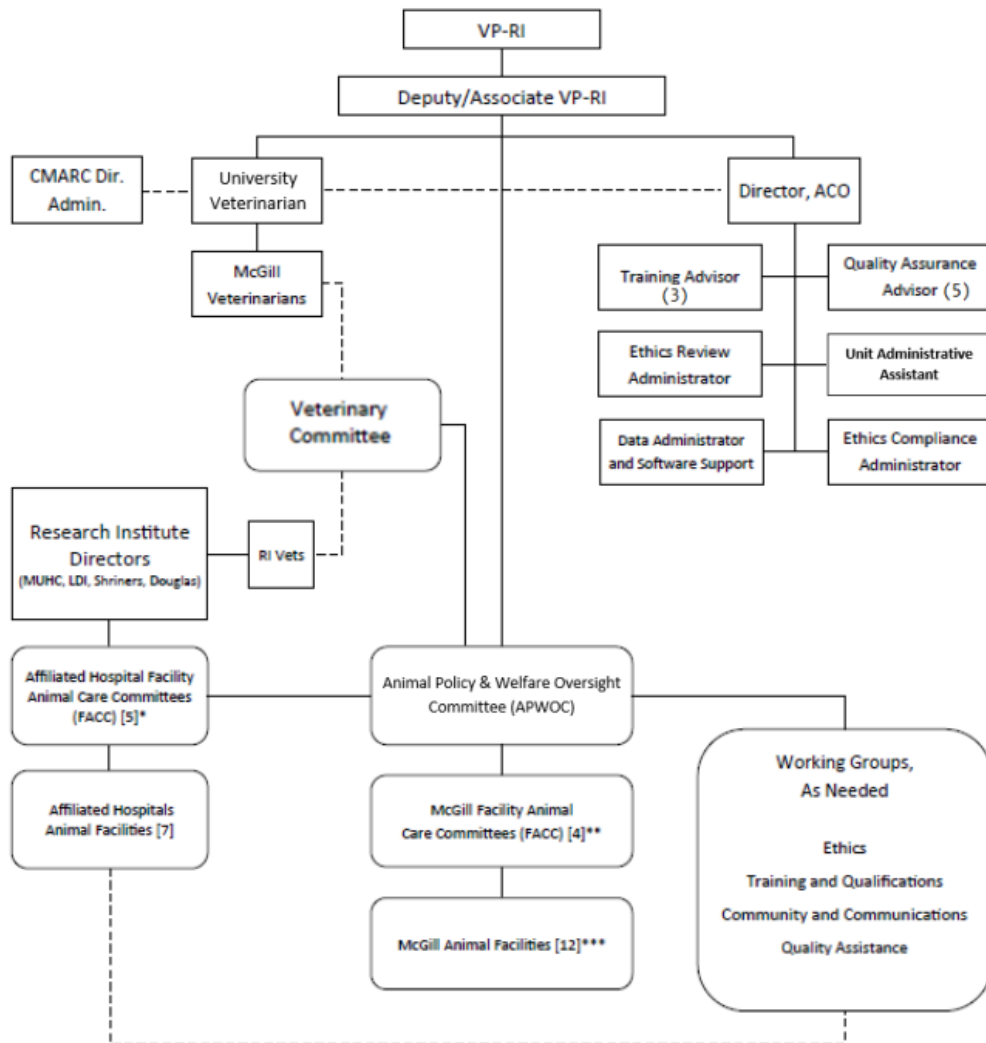 VP-RI
Deputy/Associate VP-RI
CMARC Dir.
Admin.
University
Veterinarian
Director, ACO
McGill
Veterinarians
Training Advisor
(3)
Quality Assurance
Advisor (5)
Ethics Review
Administrator
Unit Administrative
Assistant
Veterinary
Committee
Data Administrator
and Software Support
Ethics Compliance
Administrator
Research Institute
Directors
(MUHC, LDI, Shriners, Douglas)
RI Vets
Affiliated Hospital Facility
Animal Care Committees
(FACC) [5]*
Animal Policy & Welfare Oversight
Committee (APWOC)
Working Groups,
As Needed
Ethics
Training and Qualifications
Community and Communications
Quality Assistance
Affiliated Hospitals
Animal Facilities [7]
McGill Facility Animal
Care Committees (FACC) [4]**
McGill Animal Facilities [12]***